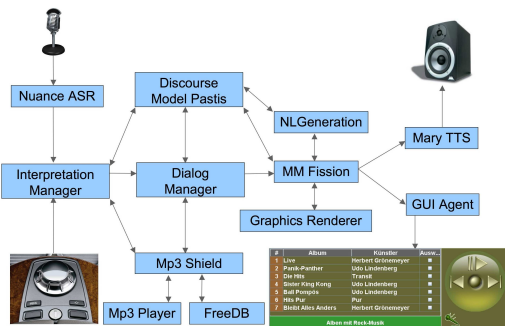 Nuance ASR
Discourse
Model Pastis
NLGeneration
Mary TTS
Interpretation
Manager
Dialog
Manager
MM Fission
GUI Agent
Graphics Renderer
Mp3 Shield
Mp3 Player
FreeDB
# Album Künstler Ausw...
1 Live Herbert Grönemeyer
2 Panik-Panther Udo Lindenberg
3 Die Hits Transit
4 Sister King Kong Udo Lindenberg
5 Ball Pompös Udo Lindenberg
6 Hits Pur Pur
7 Bleibt Alles Anders Herbert Grönemeyer
Alben mit Rock-Musik